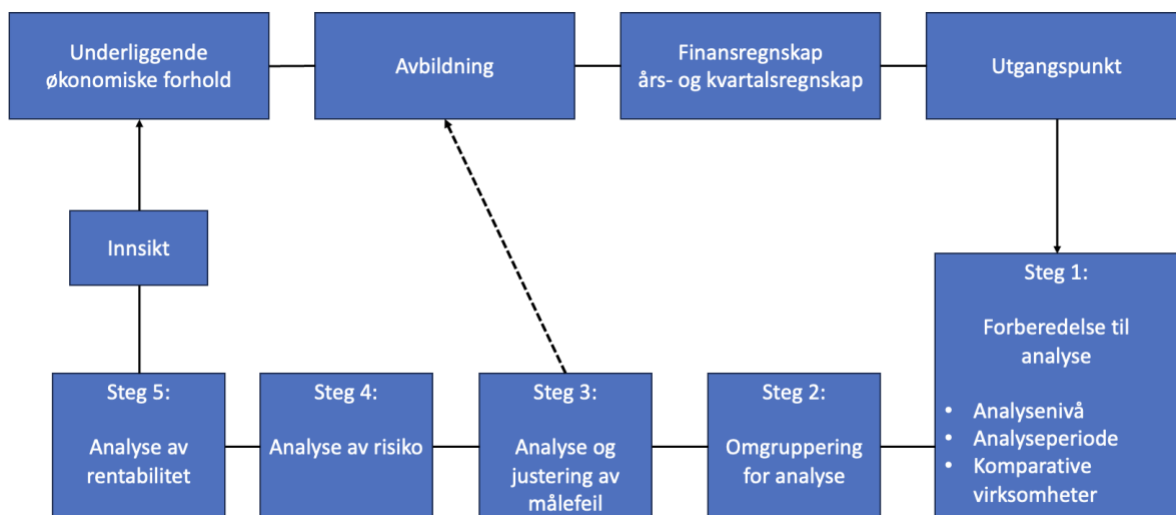 Underliggende
økonomiske forhold
Avbildning
Finansregnskap
års- og kvartalsregnskap
Utgangspunkt
Innsikt
Steg 1:
Forberedelse til
analyse
• Analysenivå
• Analyseperiode
• Komparative
virksomheter
Steg 2:
Omgruppering
for analyse
Steg 3:
Analyse og
justering av
målefeil
Steg 4:
Analyse av risiko
Steg 5:
Analyse av
rentabilitet